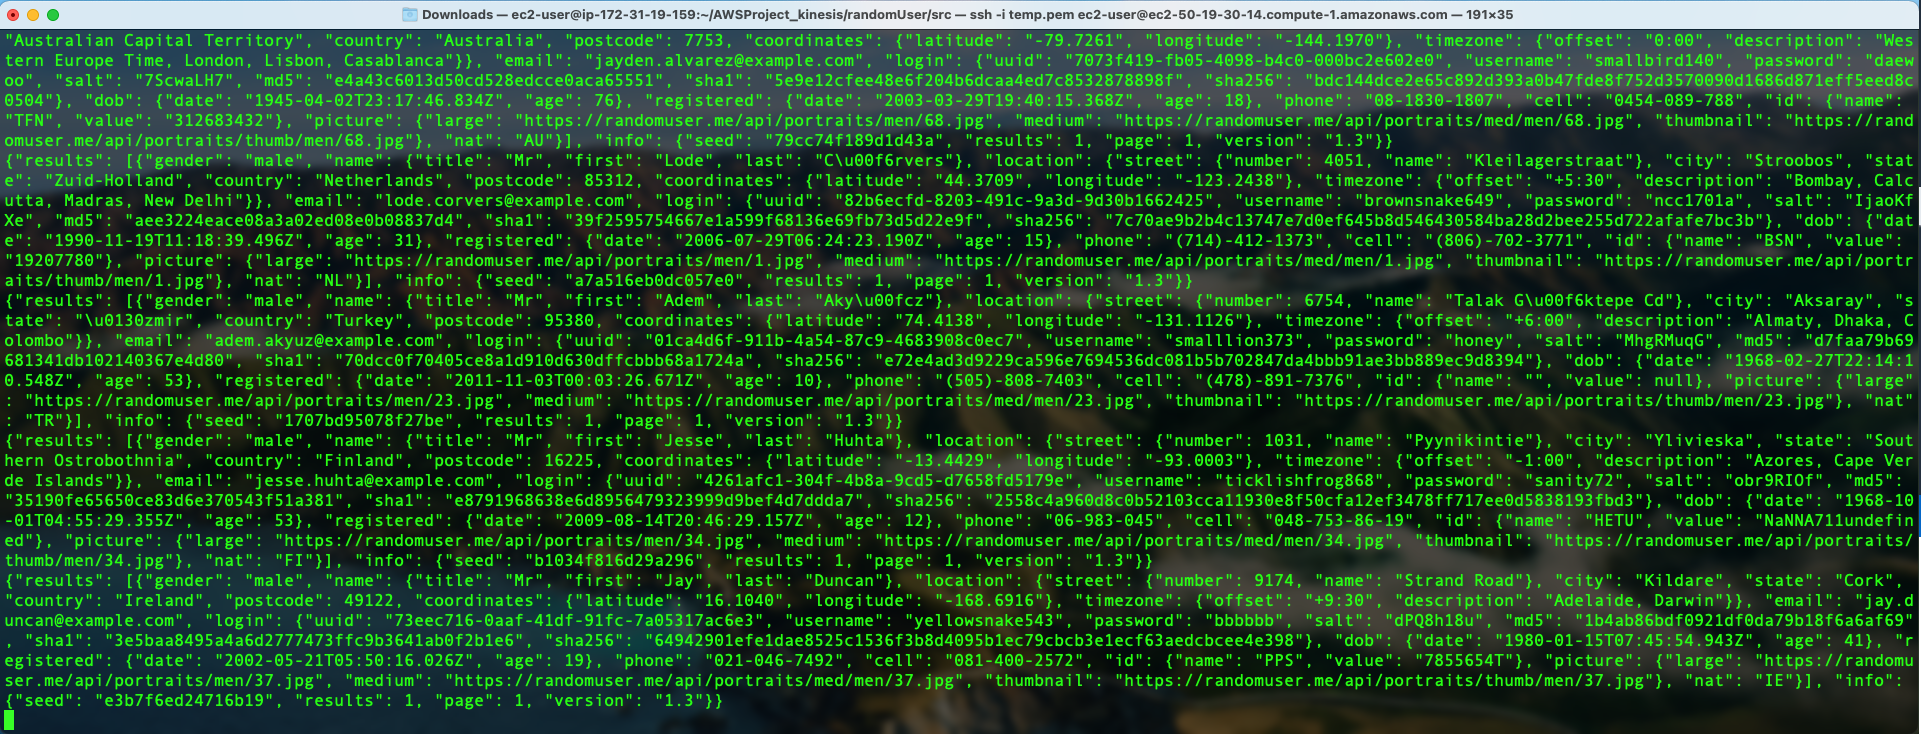 Downloads — ec2-user@ip-172-31-19-159:~/AWSProject_kinesis/randomUser/src — ssh -i temp.pem ec2-user@ec2-50-19-30-14.compute-1.amazonaws.com — 191×35
"Australian Capital Territory", "country": "Australia", "postcode": 7753, "coordinates": {"latitude": "-79.7261", "longitude": "-144.1970"}, "timezone": {"offset": "0:00", "description": "Wes
tern Europe Time, London, Lisbon, Casablanca"}}, "email": "jayden.alvarez@example.com", "login": {"uuid": "7073f419-fb05-4098-b4c0-000bc2e602e0", "username": "smallbird140", "password": "daew
oo", "salt": "7ScwaLH7", "md5": "e4a43c6013d50cd528edcce0aca65551", "sha1": "5e9e12cfee48e6f204b6dcaa4ed7c8532878898f", "sha256": "bdc144dce2e65c892d393a0b47fde8f752d3570090d1686d871eff5eed8c
0504"}, "dob": {"date": "1945-04-02T23:17:46.834Z", "age": 76}, "registered": {"date": "2003-03-29T19:40:15.368Z", "age": 18}, "phone": "08-1830-1807", "cell": "0454-089-788", "id": {"name":
"TFN", "value": "312683432"}, "picture": {"large": "https://randomuser.me/api/portraits/men/68.jpg", "medium": "https://randomuser.me/api/portraits/med/men/68.jpg", "thumbnail": "https://rand
omuser.me/api/portraits/thumb/men/68.jpg"}, "nat": "AU"}], "info": {"seed": "79cc74f189d1d43a", "results": 1, "page": 1, "version": "1.3"}}
{"results": [{"gender": "male", "name": {"title": "Mr", "first": "Lode", "last": "C\u00f6rvers"}, "location": {"street": {"number": 4051, "name": "Kleilagerstraat"}, "city": "Stroobos", "stat
e": "Zuid-Holland", "country": "Netherlands", "postcode": 85312, "coordinates": {"latitude": "44.3709", "longitude": "-123.2438"}, "timezone": {"offset": "+5:30", "description": "Bombay, Calc
utta, Madras, New Delhi"}}, "email": "lode.corvers@example.com", "login": {"uuid": "82b6ecfd-8203-491c-9a3d-9d30b1662425", "username": "brownsnake649", "password": "ncc1701a", "salt": "IjaoKf
Xe", "md5": "aee3224eace08a3a02ed08e0b08837d4", "sha1": "39f2595754667e1a599f68136e69fb73d5d22e9f", "sha256": "7c70ae9b2b4c13747e7d0ef645b8d546430584ba28d2bee255d722afafe7bc3b"}, "dob": {"dat
e": "1990-11-19T11:18:39.496Z", "age": 31}, "registered": {"date": "2006-07-29T06:24:23.190Z", "age": 15}, "phone": "(714)-412-1373", "cell": "(806)-702-3771", "id": {"name": "BSN", "value":
"19207780"}, "picture": {"large": "https://randomuser.me/api/portraits/men/1.jpg", "medium": "https://randomuser.me/api/portraits/med/men/1.jpg", "thumbnail": "https://randomuser.me/api/portr
aits/thumb/men/1.jpg"}, "nat": "NL"}], "info": {"seed": "a7a516eb0dc057e0", "results": 1, "page": 1, "version": "1.3"}}
{"results": [{"gender": "male", "name": {"title": "Mr", "first": "Adem", "last": "Aky\u00fcz"}, "location": {"street": {"number": 6754, "name": "Talak G\u00f6ktepe Cd"}, "city": "Aksaray", "s
tate": "\u0130zmir", "country": "Turkey", "postcode": 95380, "coordinates": {"latitude": "74.4138", "longitude": "-131.1126"}, "timezone": {"offset": "+6:00", "description": "Almaty, Dhaka, C
olombo"}}, "email": "adem.akyuz@example.com", "login": {"uuid": "01ca4d6f-911b-4a54-87c9-4683908c0ec7", "username": "smalllion373", "password": "honey", "salt": "MhgRMuqG", "md5": "d7faa79b69
681341db102140367e4d80", "sha1": "70dcc0f70405ce8a1d910d630dffcbbb68a1724a", "sha256": "e72e4ad3d9229ca596e7694536dc081b5b702847da4bbb91ae3bb889ec9d8394"}, "dob": {"date": "1968-02-27T22:14:1
0.548Z", "age": 53}, "registered": {"date": "2011-11-03T00:03:26.671Z", "age": 10}, "phone": "(505)-808-7403", "cell": "(478)-891-7376", "id": {"name": "", "value": null}, "picture": {"large"
: "https://randomuser.me/api/portraits/men/23.jpg", "medium": "https://randomuser.me/api/portraits/med/men/23.jpg", "thumbnail": "https://randomuser.me/api/portraits/thumb/men/23.jpg"}, "nat"
: "TR"}], "info": {"seed": "1707bd95078f27be", "results": 1, "page": 1, "version": "1.3"}}
{"results": [{"gender": "male", "name": {"title": "Mr", "first": "Jesse", "last": "Huhta"}, "location": {"street": {"number": 1031, "name": "Pyynikintie"}, "city": "Ylivieska", "state": "Sout
hern Ostrobothnia", "country": "Finland", "postcode": 16225, "coordinates": {"latitude": "-13.4429", "longitude": "-93.0003"}, "timezone": {"offset": "-1:00", "description": "Azores, Cape Ver
de Islands"}}, "email": "jesse.huhta@example.com", "login": {"uuid": "4261afc1-304f-4b8a-9cd5-d7658fd5179e", "username": "ticklishfrog868", "password": "sanity72", "salt": "obr9RIOf", "md5":
"35190fe65650ce83d6e370543f51a381", "sha1": "e8791968638e6d8956479323999d9bef4d7ddda7", "sha256": "2558c4a960d8c0b52103cca11930e8f50cfa12ef3478ff717ee0d5838193fbd3"}, "dob": {"date": "1968-10
-01T04:55:29.355Z", "age": 53}, "registered": {"date": "2009-08-14T20:46:29.157Z", "age": 12}, "phone": "06-983-045", "cell": "048-753-86-19", "id": {"name": "HETU", "value": "NaNNA711undefin
ed"}, "picture": {"large": "https://randomuser.me/api/portraits/men/34.jpg", "medium": "https://randomuser.me/api/portraits/med/men/34.jpg", "thumbnail": "https://randomuser.me/api/portraits/
thumb/men/34.jpg"}, "nat": "FI"}], "info": {"seed": "b1034f816d29a296", "results": 1, "page": 1, "version": "1.3"}}
{"results": [{"gender": "male", "name": {"title": "Mr", "first": "Jay", "last": "Duncan"}, "location": {"street": {"number": 9174, "name": "Strand Road"}, "city": "Kildare", "state": "Cork",
"country": "Ireland", "postcode": 49122, "coordinates": {"latitude": "16.1040", "longitude": "-168.6916"}, "timezone": {"offset": "+9:30", "description": "Adelaide, Darwin"}}, "email": "jay.d
uncan@example.com", "login": {"uuid": "73eec716-0aaf-41df-91fc-7a05317ac6e3", "username": "yellowsnake543", "password": "bbbbbb", "salt": "dPQ8h18u", "md5": "1b4ab86bdf0921df0da79b18f6a6af69"
, "sha1": "3e5baa8495a4a6d2777473ffc9b3641ab0f2b1e6", "sha256": "64942901efe1dae8525c1536f3b8d4095b1ec79cbcb3e1ecf63aedcbcee4e398"}, "dob": {"date": "1980-01-15T07:45:54.943Z", "age": 41}, "r
egistered": {"date": "2002-05-21T05:50:16.026Z", "age": 19}, "phone": "021-046-7492", "cell": "081-400-2572", "id": {"name": "PPS", "value": "7855654T"}, "picture": {"large": "https://randomu
ser.me/api/portraits/men/37.jpg", "medium": "https://randomuser.me/api/portraits/med/men/37.jpg", "thumbnail": "https://randomuser.me/api/portraits/thumb/men/37.jpg"}, "nat": "IE"}], "info":
{"seed": "e3b7f6ed24716b19", "results": 1, "page": 1, "version": "1.3"}}